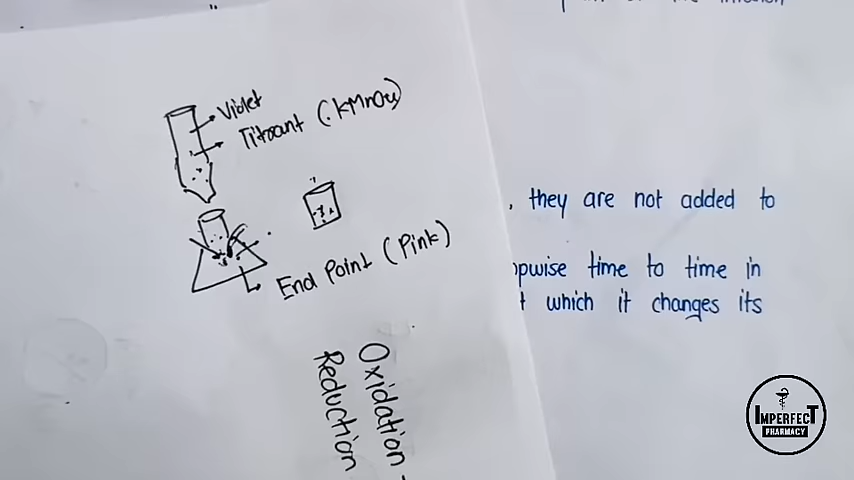 Violet
Titrant (KMnO4)
End Point (Pink)
Oxidation -
Reduction
, they are not added to
opwise time to time in
t which it changes its
IMPERFECT
PHARMACY